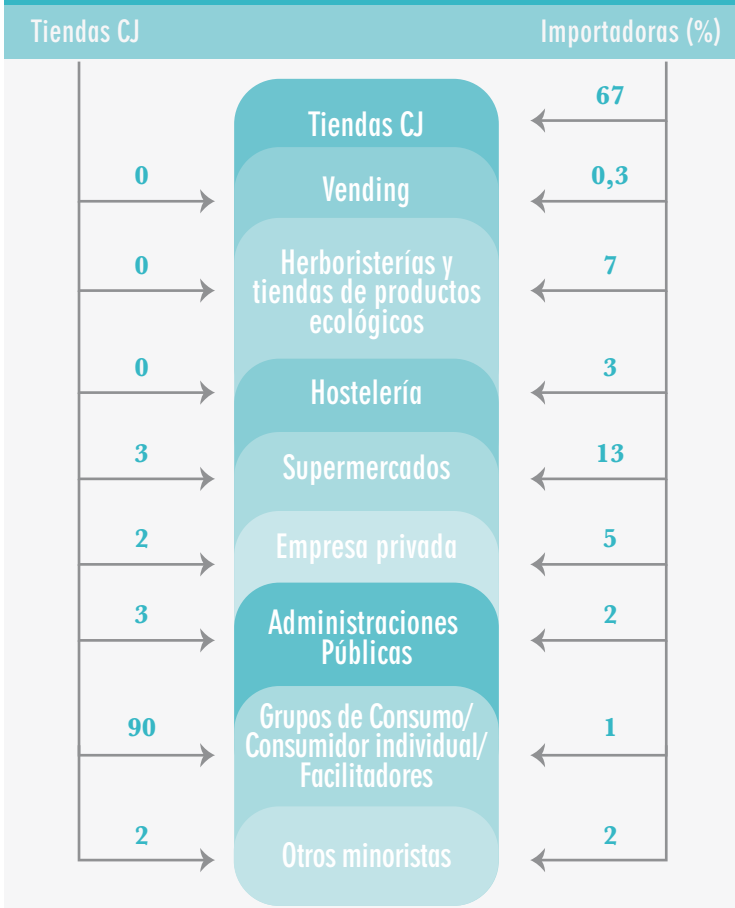 Tiendas CJ Importadoras (%)
67
Tiendas CJ
0 Vending 0,3
0 Herboristerías y 7
tiendas de productos
ecológicos
0 Hostelería 3
3 Supermercados 13
2 Empresa privada 5
3 Administraciones 2
Públicas
90 Grupos de Consumo/ 1
Consumidor individual/
Facilitadores
2 Otros minoristas 2